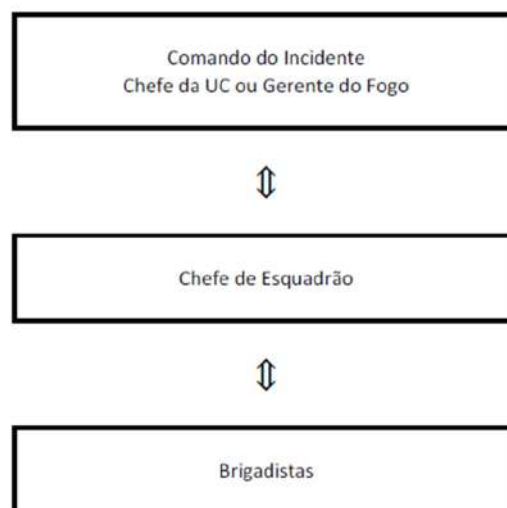 Comando do Incidente
Chefe da UC ou Gerente do Fogo
Chefe de Esquadrão
Brigadistas